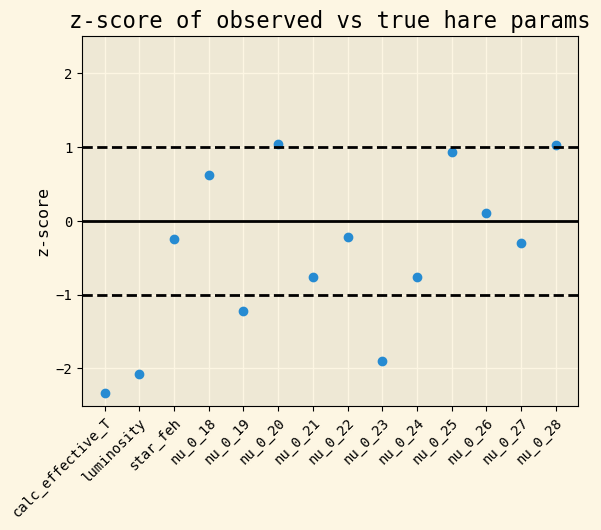 z-score of observed vs true hare params
z-score
2
1
0
−1
−2
calc_effective_T
luminosity
star_feh
nu_0_18
nu_0_19
nu_0_20
nu_0_21
nu_0_22
nu_0_23
nu_0_24
nu_0_25
nu_0_26
nu_0_27
nu_0_28